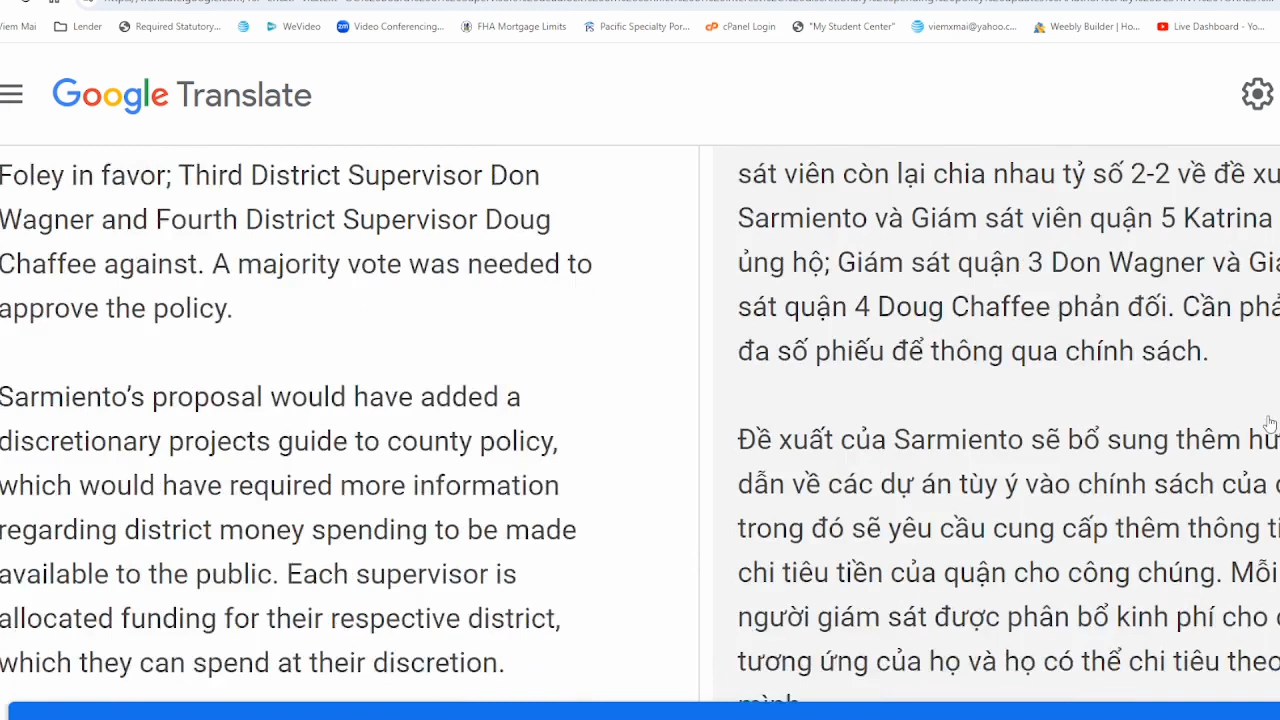 Viem Mai Lender Required Statutory... WeVideo Video Conferencing... FHA Mortgage Limits Pacific Specialty Por... cPanel Login "My Student Center" viemxmai@yahoo.c... Weebly Builder | Ho... Live Dashboard - Yo...
Google Translate
Foley in favor; Third District Supervisor Don
Wagner and Fourth District Supervisor Doug
Chaffee against. A majority vote was needed to
approve the policy.
Sarmiento’s proposal would have added a
discretionary projects guide to county policy,
which would have required more information
regarding district money spending to be made
available to the public. Each supervisor is
allocated funding for their respective district,
which they can spend at their discretion.
sát viên còn lại chia nhau tỷ số 2-2 về đề xu
Sarmiento và Giám sát viên quận 5 Katrina
ủng hộ; Giám sát quận 3 Don Wagner và Giá
sát quận 4 Doug Chaffee phản đối. Cần phả
đa số phiếu để thông qua chính sách.
Đề xuất của Sarmiento sẽ bổ sung thêm hư
dẫn về các dự án tùy ý vào chính sách của
trong đó sẽ yêu cầu cung cấp thêm thông ti
chi tiêu tiền của quận cho công chúng. Mỗi
người giám sát được phân bổ kinh phí cho
tương ứng của họ và họ có thể chi tiêu theo
mình